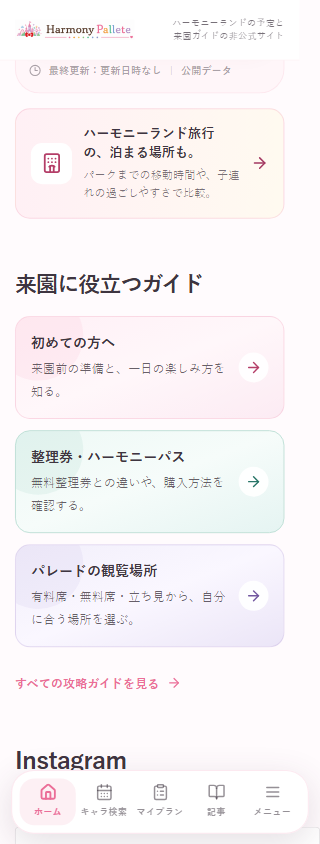 Harmony Pallete
ハーモニーランドの予定と
来園ガイドの非公式サイト
最終更新：更新日時なし | 公開データ
ハーモニーランド旅行
の、泊まる場所も。
パークまでの移動時間や、子連
れの過ごしやすさで比較。
来園に役立つガイド
初めての方へ
来園前の準備と、一日の楽しみ方を
知る。
整理券・ハーモニーパス
無料整理券との違いや、購入方法を
確認する。
パレードの観覧場所
有料席・無料席・立ち見から、自分
に合う場所を選ぶ。
すべての攻略ガイドを見る
Instagram
ホーム
キャラ検索
マイプラン
記事
メニュー